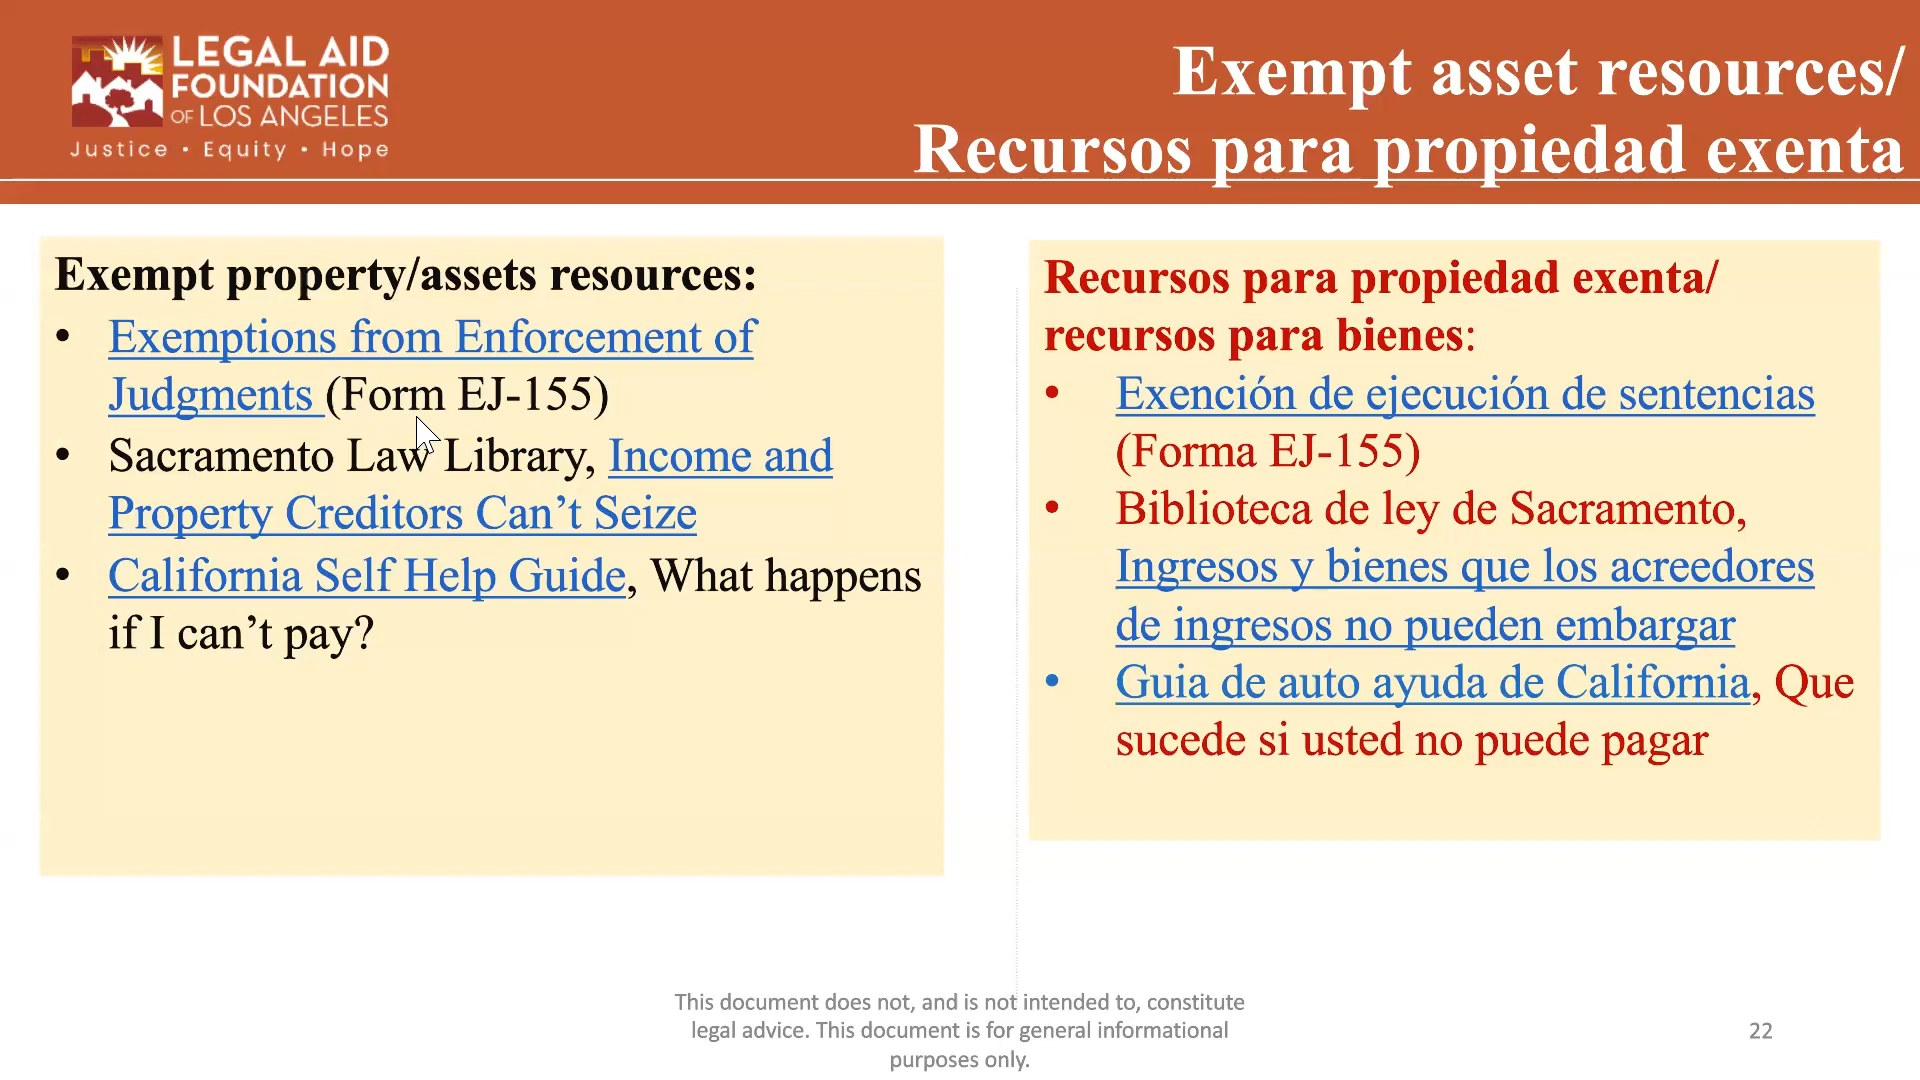 LEGAL AID
FOUNDATION
OF LOS ANGELES
Justice • Equity • Hope
Exempt asset resources/
Recursos para propiedad exenta
Exempt property/assets resources:
• Exemptions from Enforcement of
Judgments (Form EJ-155)
• Sacramento Law Library, Income and
Property Creditors Can’t Seize
• California Self Help Guide, What happens
if I can’t pay?
Recursos para propiedad exenta/
recursos para bienes:
• Exención de ejecución de sentencias
(Forma EJ-155)
• Biblioteca de ley de Sacramento,
Ingresos y bienes que los acreedores
de ingresos no pueden embargar
• Guia de auto ayuda de California, Que
sucede si usted no puede pagar
This document does not, and is not intended to, constitute
legal advice. This document is for general informational
purposes only.
22